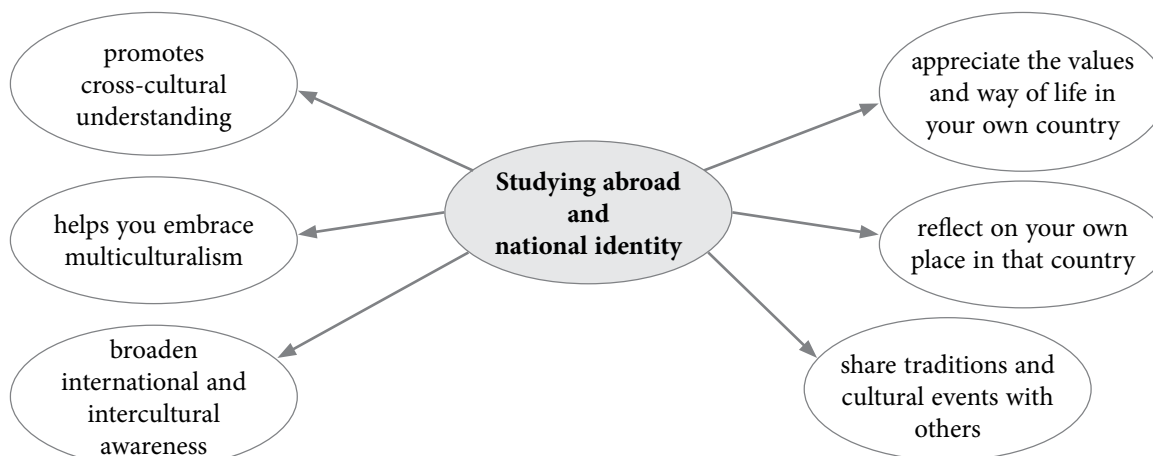 promotes
cross-cultural
understanding
helps you embrace
multiculturalism
broaden
international and
intercultural
awareness
Studying abroad
and
national identity
appreciate the values
and way of life in
your own country
reflect on your own
place in that country
share traditions and
cultural events with
others